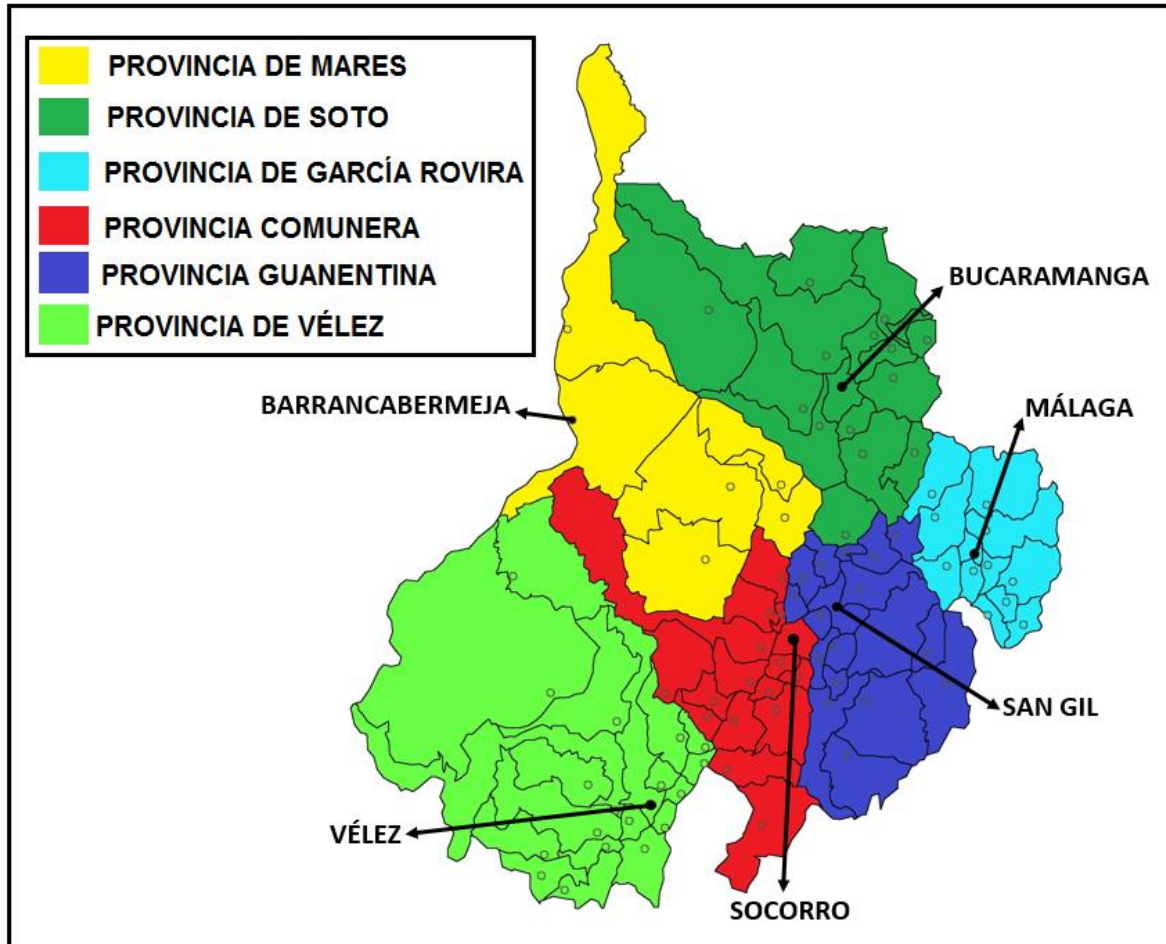 PROVINCIA DE MARES
PROVINCIA DE SOTO
PROVINCIA DE GARCÍA ROVIRA
PROVINCIA COMUNERA
PROVINCIA GUANENTINA
PROVINCIA DE VÉLEZ
BUCARAMANGA
BARRANCABERMEJA
MÁLAGA
SAN GIL
VÉLEZ
SOCORRO